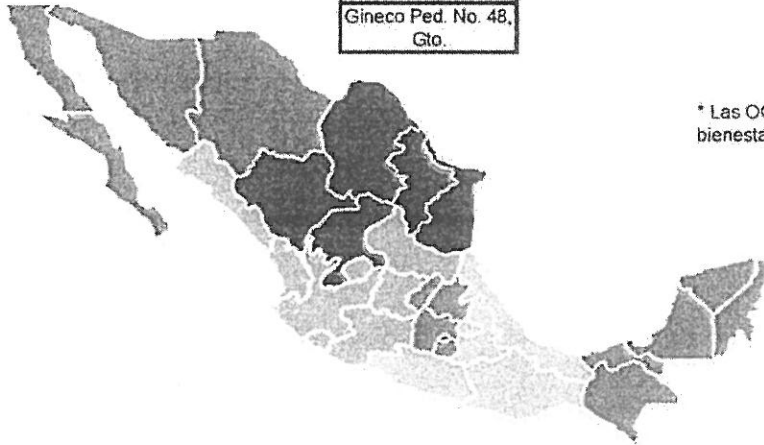 Gineco Ped. No. 48,
Gto.
* Las OO
bienesta